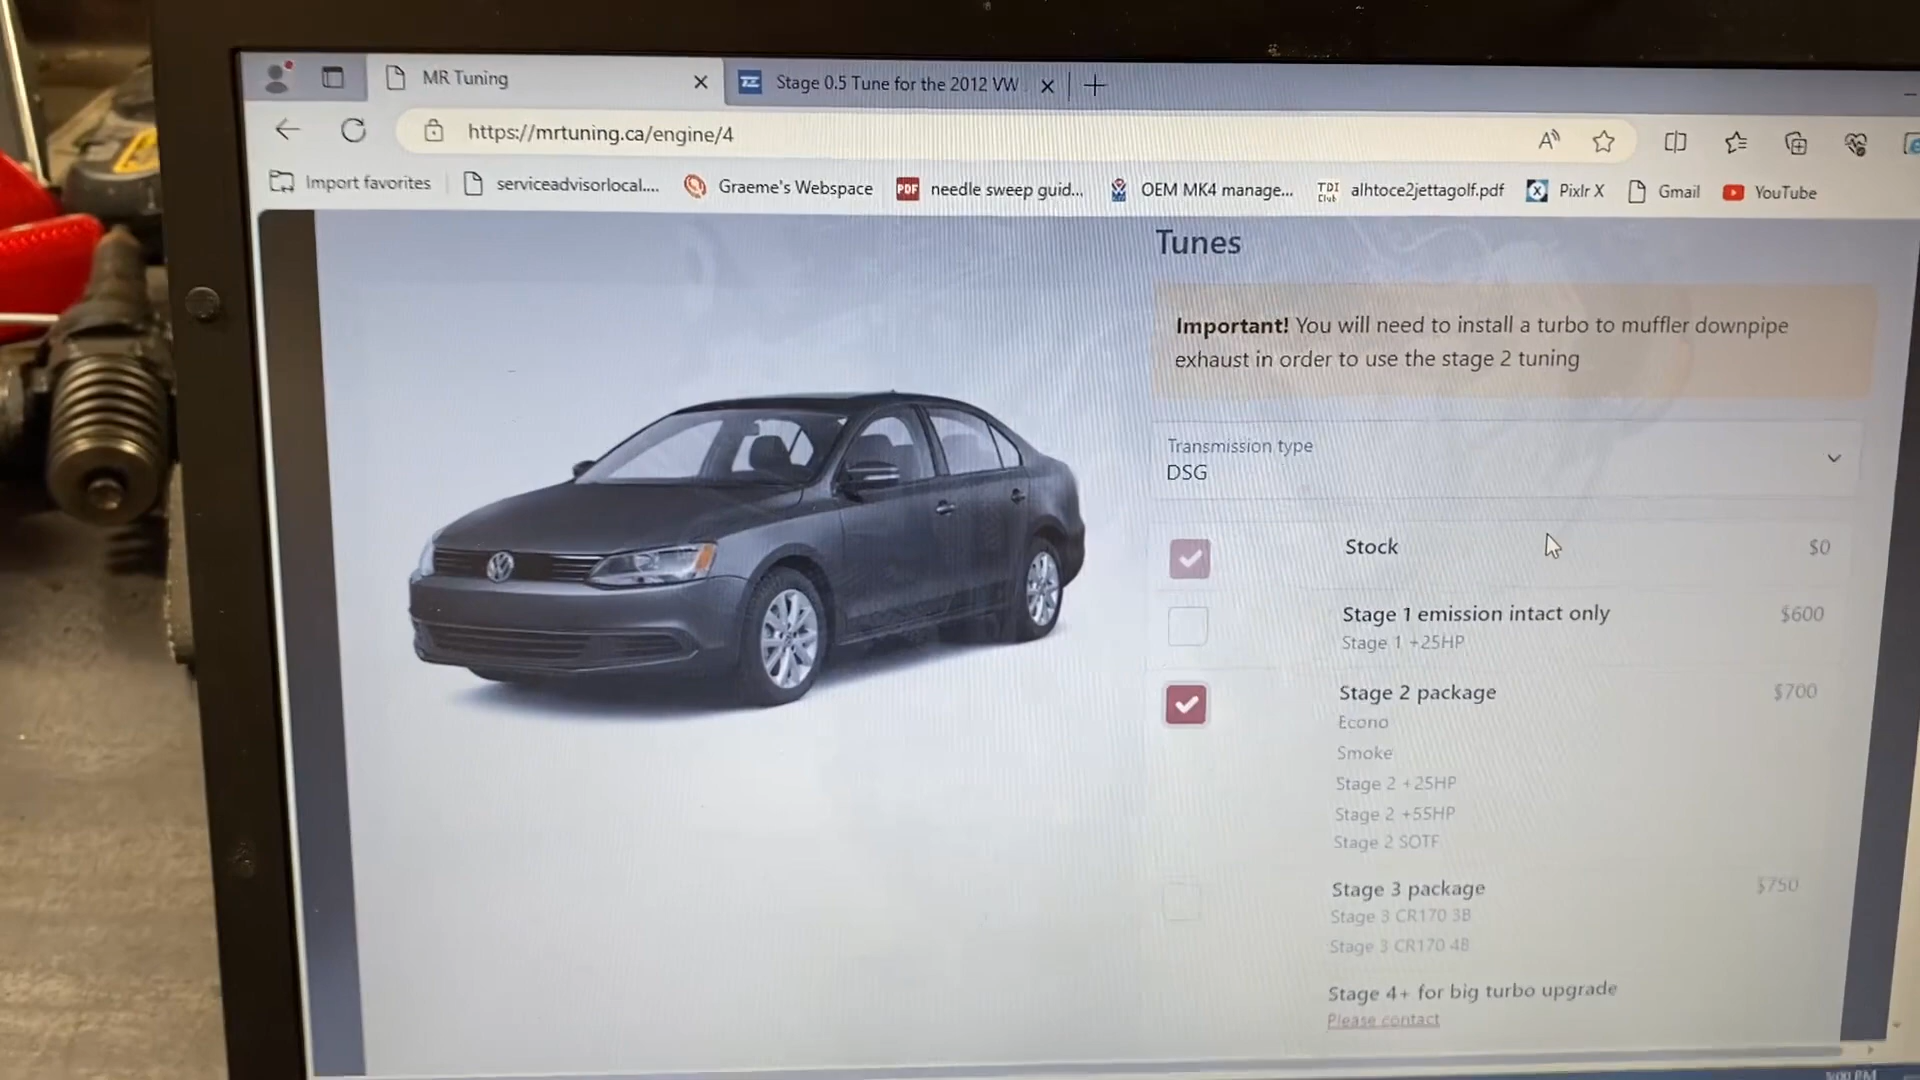 MR Tuning
Stage 0.5 Tune for the 2012 VW
https://mrtuning.ca/engine/4
Import favorites
serviceadvisorlocal....
Graeme's Webspace
PDF
needle sweep guid...
OEM MK4 manage...
TDI
Club
alhtoce2jettagolf.pdf
Pixlr X
Gmail
YouTube
Tunes
Important! You will need to install a turbo to muffler downpipe
exhaust in order to use the stage 2 tuning
Transmission type
DSG
Stock $0
Stage 1 emission intact only $600
Stage 1 +25HP
Stage 2 package $700
Econo
Smoke
Stage 2 +25HP
Stage 2 +55HP
Stage 2 SOTF
Stage 3 package $750
Stage 3 CR170 3B
Stage 3 CR170 4B
Stage 4+ for big turbo upgrade
Please contact